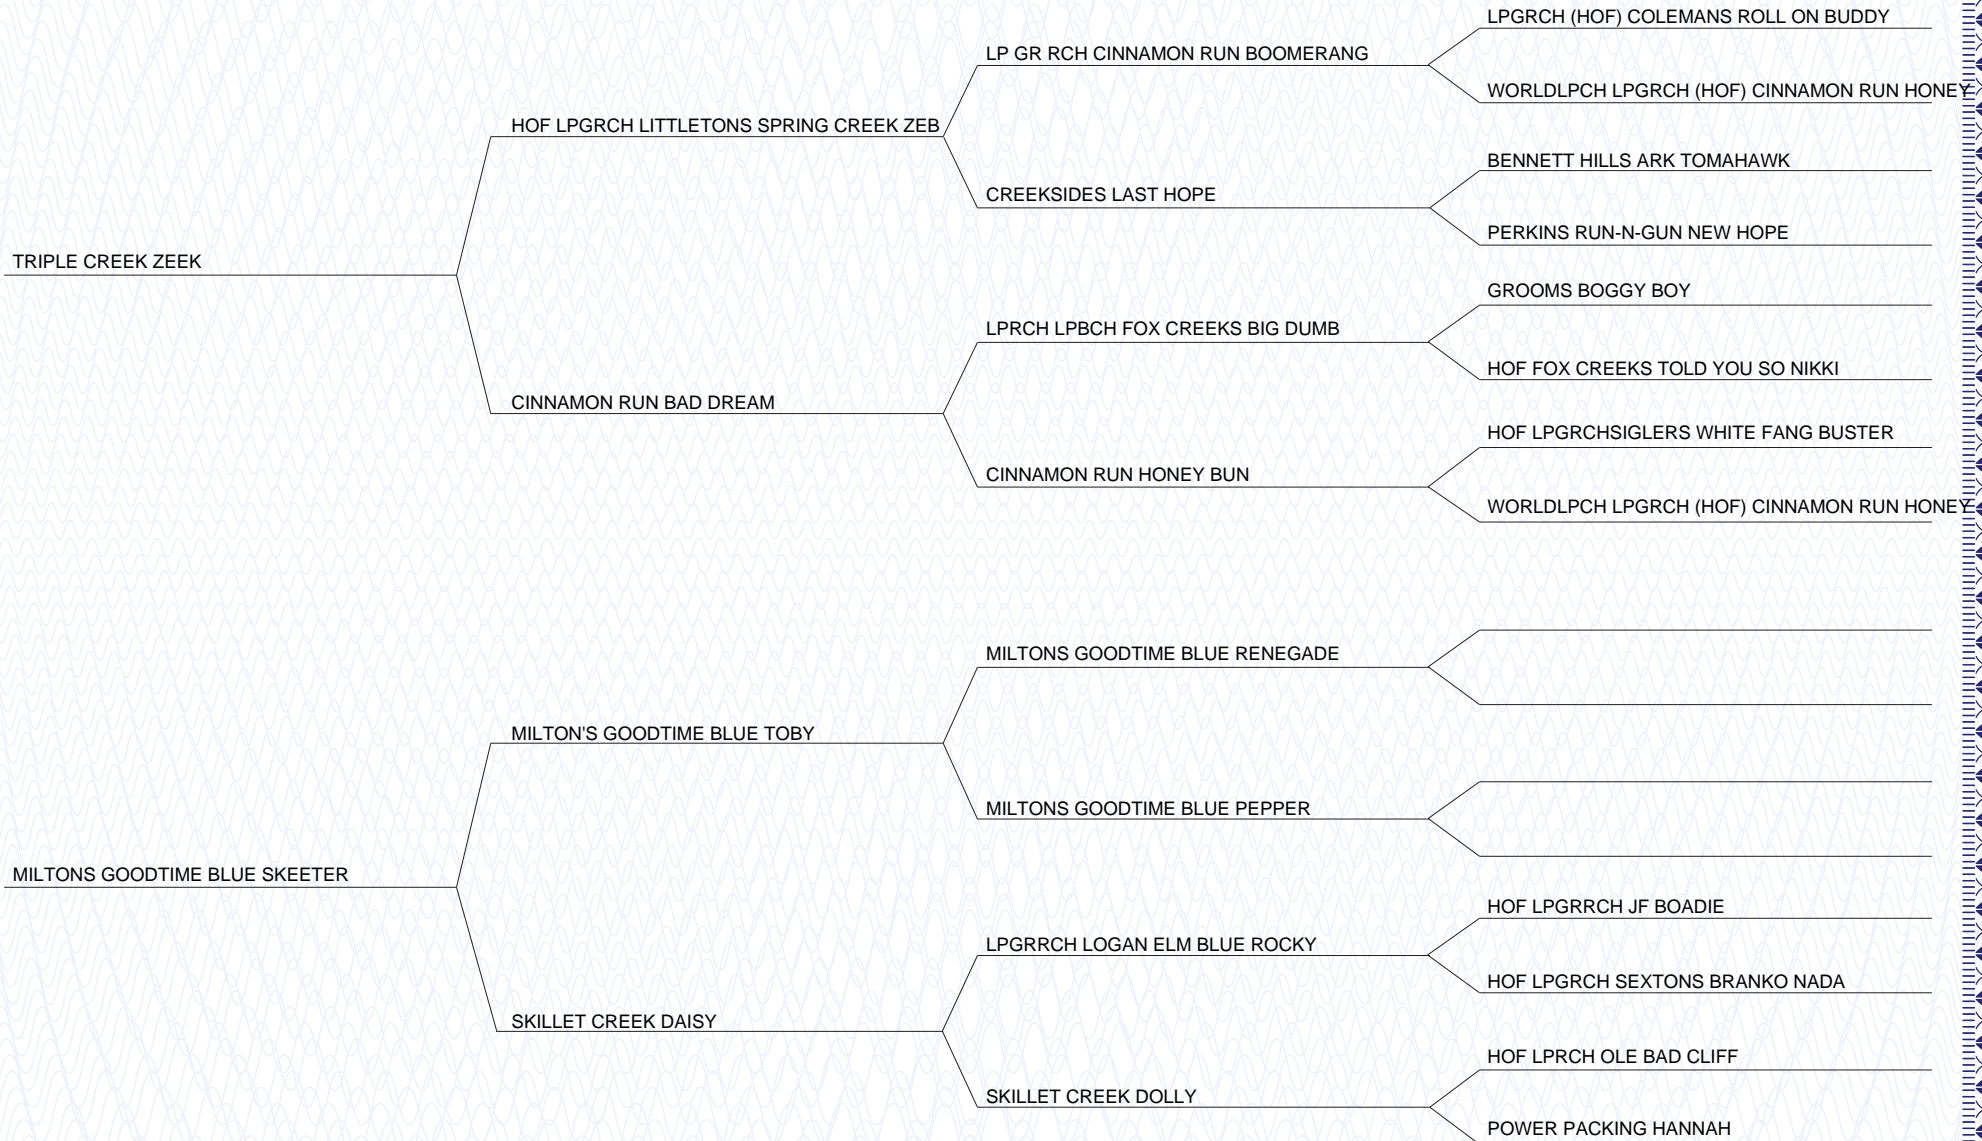 LPGRCH (HOF) COLEMANS ROLL ON BUDDY
LP GR RCH CINNAMON RUN BOOMERANG
WORLDLPCH LPGRCH (HOF) CINNAMON RUN HONEY
HOF LPGRCH LITTLETONS SPRING CREEK ZEB
BENNETT HILLS ARK TOMAHAWK
CREEKSIDES LAST HOPE
PERKINS RUN-N-GUN NEW HOPE
TRIPLE CREEK ZEEK
GROOMS BOGGY BOY
LPRCH LPBCH FOX CREEKS BIG DUMB
HOF FOX CREEKS TOLD YOU SO NIKKI
CINNAMON RUN BAD DREAM
HOF LPGRCHSIGLERS WHITE FANG BUSTER
CINNAMON RUN HONEY BUN
WORLDLPCH LPGRCH (HOF) CINNAMON RUN HONEY
MILTONS GOODTIME BLUE RENEGADE
MILTON'S GOODTIME BLUE TOBY
MILTONS GOODTIME BLUE PEPPER
MILTONS GOODTIME BLUE SKEETER
HOF LPGRRCH JF BOADIE
LPGRRCH LOGAN ELM BLUE ROCKY
HOF LPGRCH SEXTONS BRANKO NADA
SKILLET CREEK DAISY
HOF LPRCH OLE BAD CLIFF
SKILLET CREEK DOLLY
POWER PACKING HANNAH